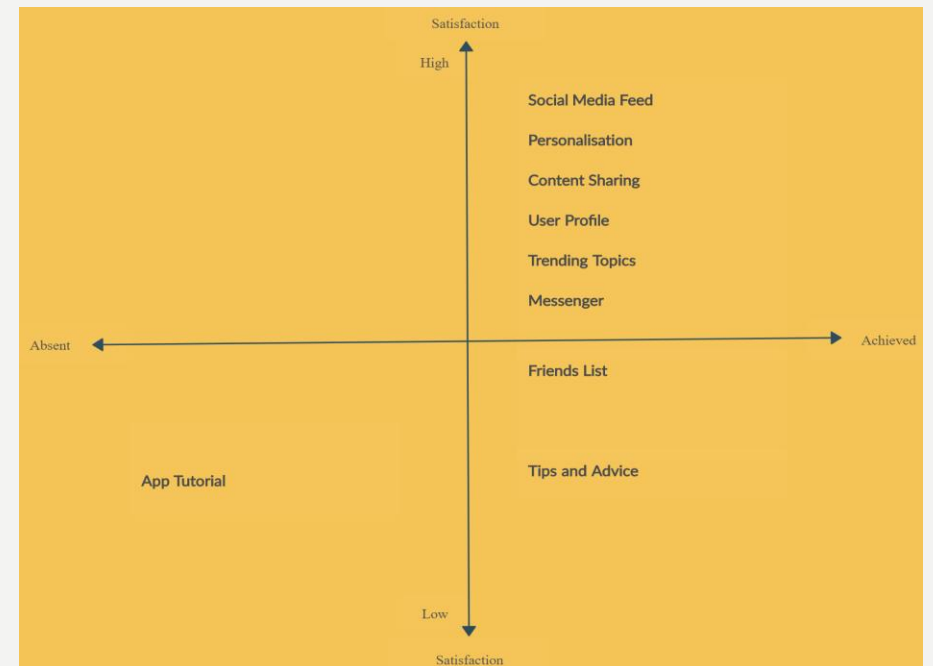 Satisfaction
High
Social Media Feed
Personalisation
Content Sharing
User Profile
Trending Topics
Messenger
Absent
Achieved
Friends List
Tips and Advice
App Tutorial
Low
Satisfaction